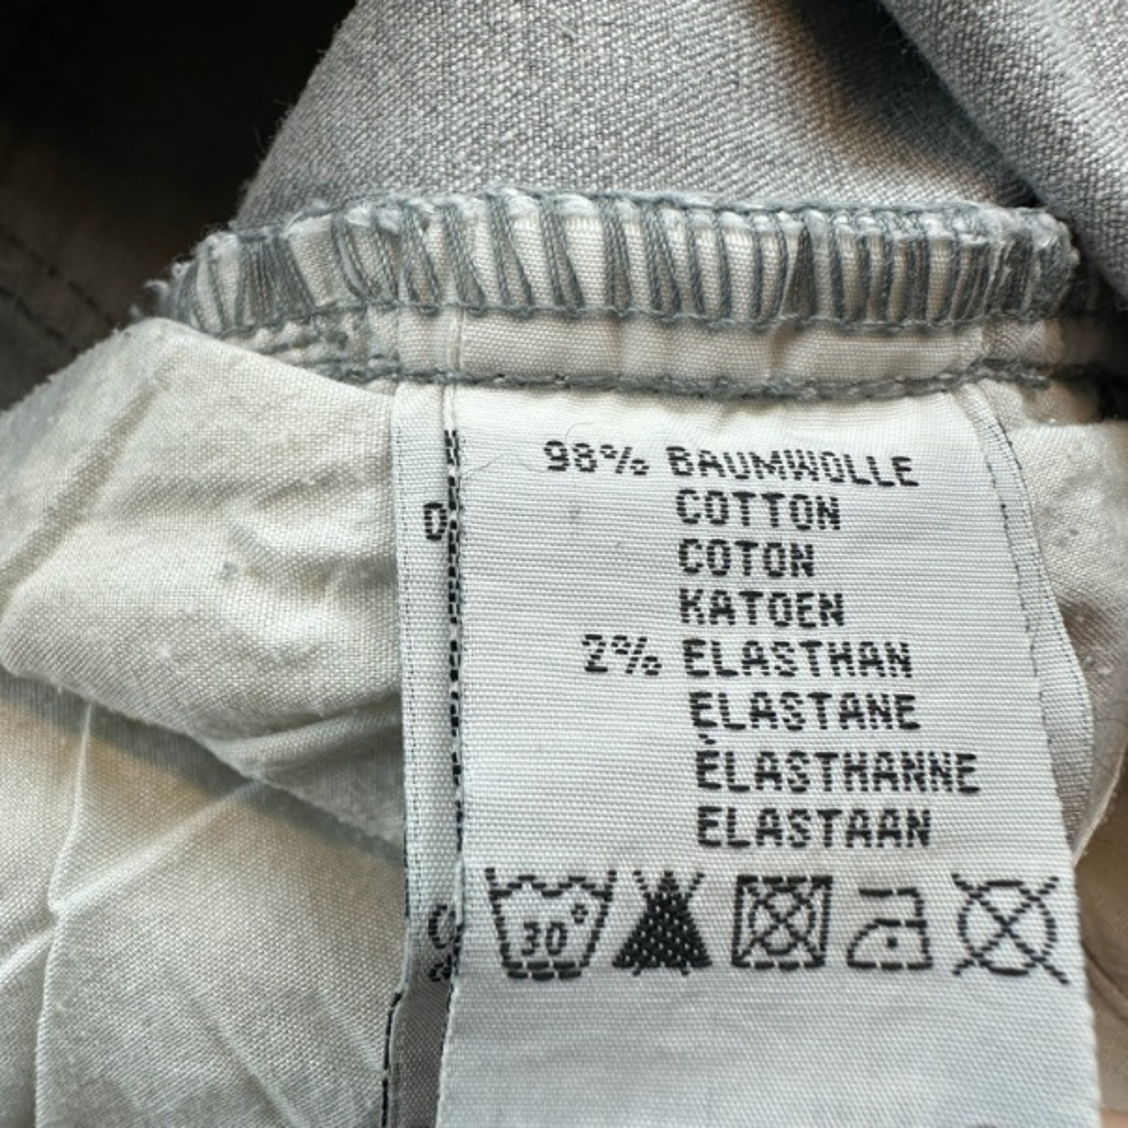 98% BAUMWOLLE
COTTON
COTON
KATOEN
2% ELASTHAN
ELASTANE
ÉLASTHANNE
ELASTAAN
30°